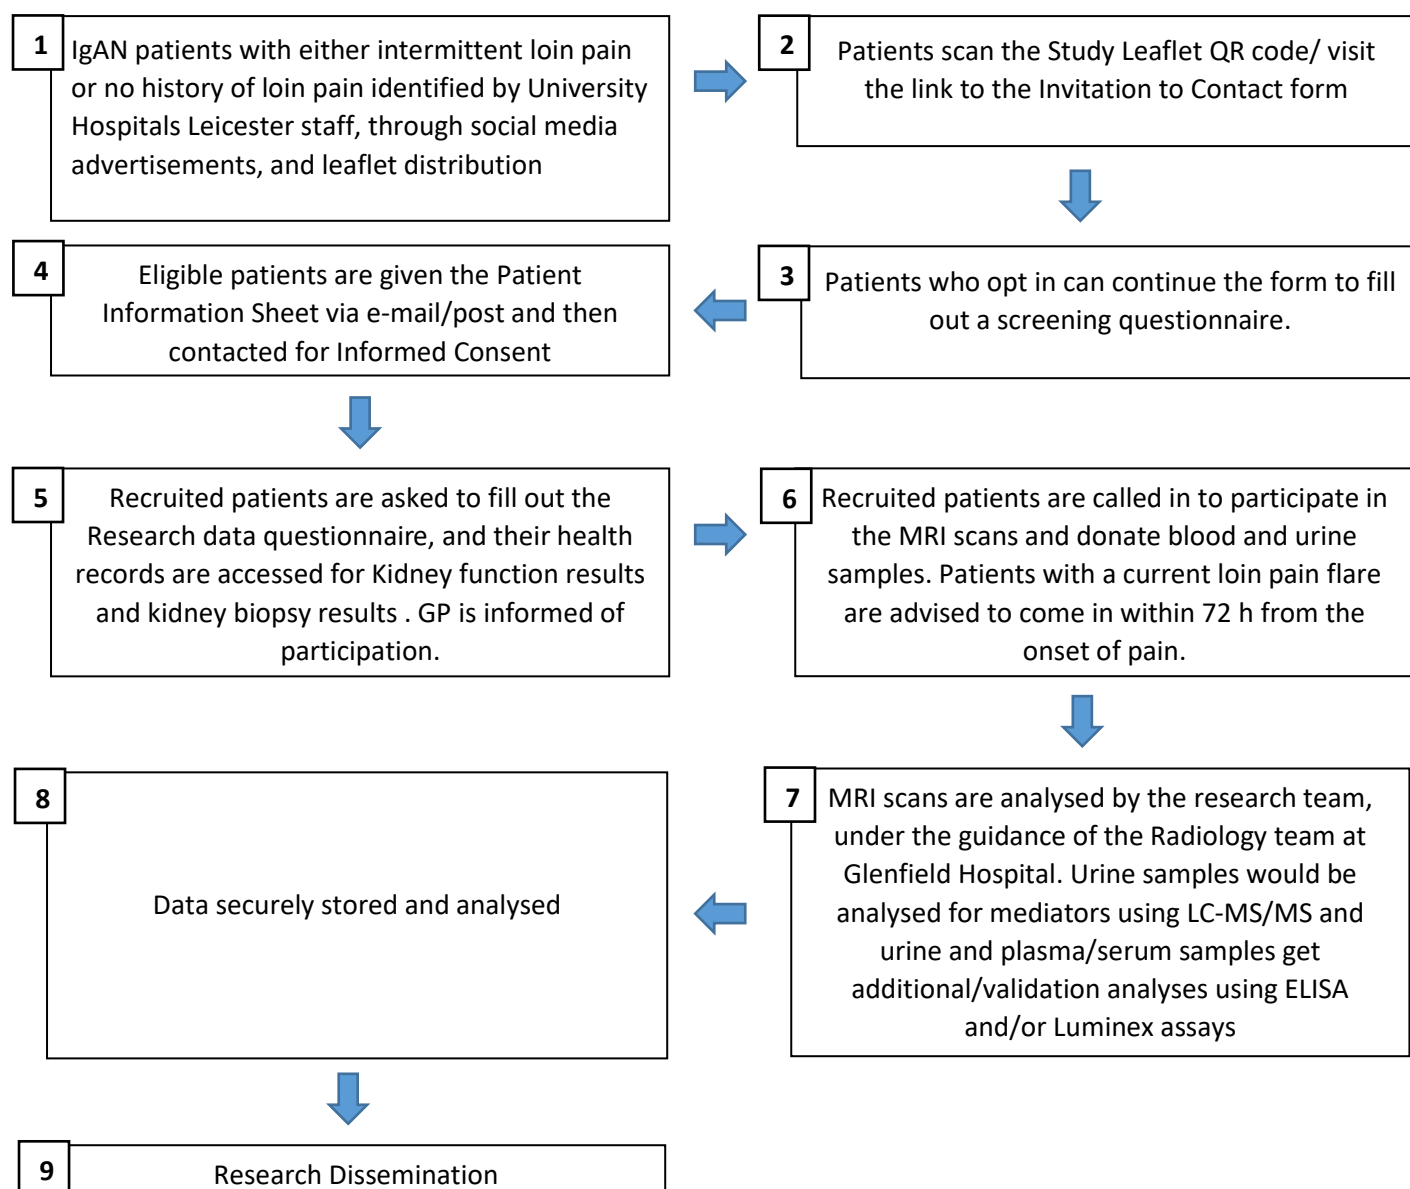 1
IgAN patients with either intermittent loin pain
or no history of loin pain identified by University
Hospitals Leicester staff, through social media
advertisements, and leaflet distribution
2
Patients scan the Study Leaflet QR code/ visit
the link to the Invitation to Contact form
3
Patients who opt in can continue the form to fill
out a screening questionnaire.
4
Eligible patients are given the Patient
Information Sheet via e-mail/post and then
contacted for Informed Consent
5
Recruited patients are asked to fill out the
Research data questionnaire, and their health
records are accessed for Kidney function results
and kidney biopsy results . GP is informed of
participation.
6
Recruited patients are called in to participate in
the MRI scans and donate blood and urine
samples. Patients with a current loin pain flare
are advised to come in within 72 h from the
onset of pain.
7
MRI scans are analysed by the research team,
under the guidance of the Radiology team at
Glenfield Hospital. Urine samples would be
analysed for mediators using LC-MS/MS and
urine and plasma/serum samples get
additional/validation analyses using ELISA
and/or Luminex assays
8
Data securely stored and analysed
9
Research Dissemination